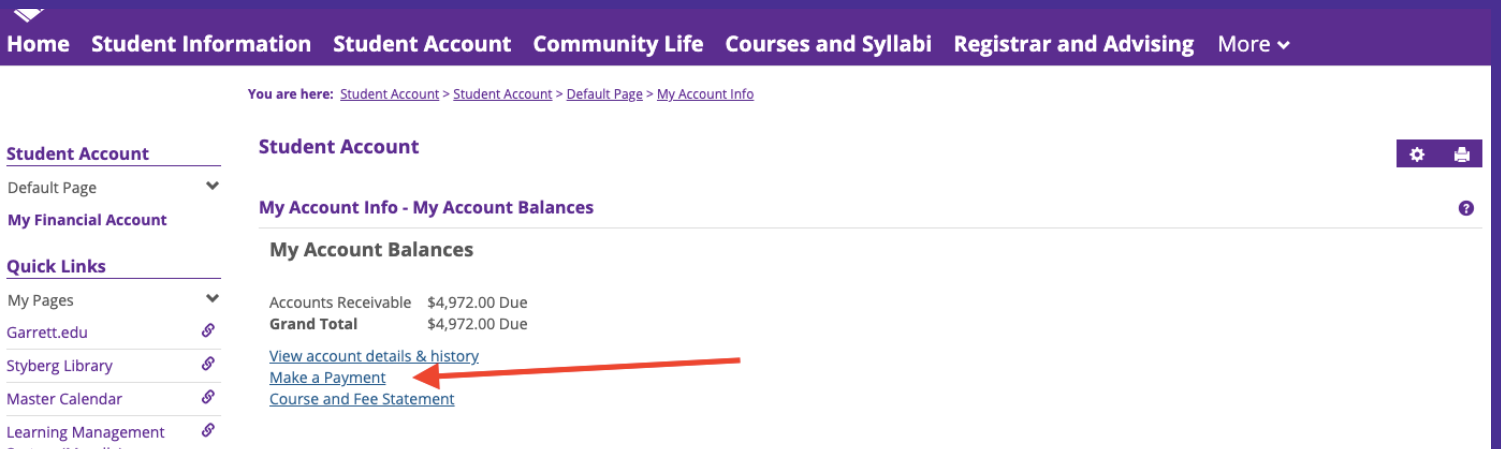 Home Student Information Student Account Community Life Courses and Syllabi Registrar and Advising More
You are here: Student Account > Student Account > Default Page > My Account Info
Student Account
Default Page
My Financial Account
Quick Links
My Pages
Garrett.edu
Styberg Library
Master Calendar
Learning Management
Student Account
My Account Info - My Account Balances
My Account Balances
Accounts Receivable $4,972.00 Due
Grand Total $4,972.00 Due
View account details & history
Make a Payment
Course and Fee Statement